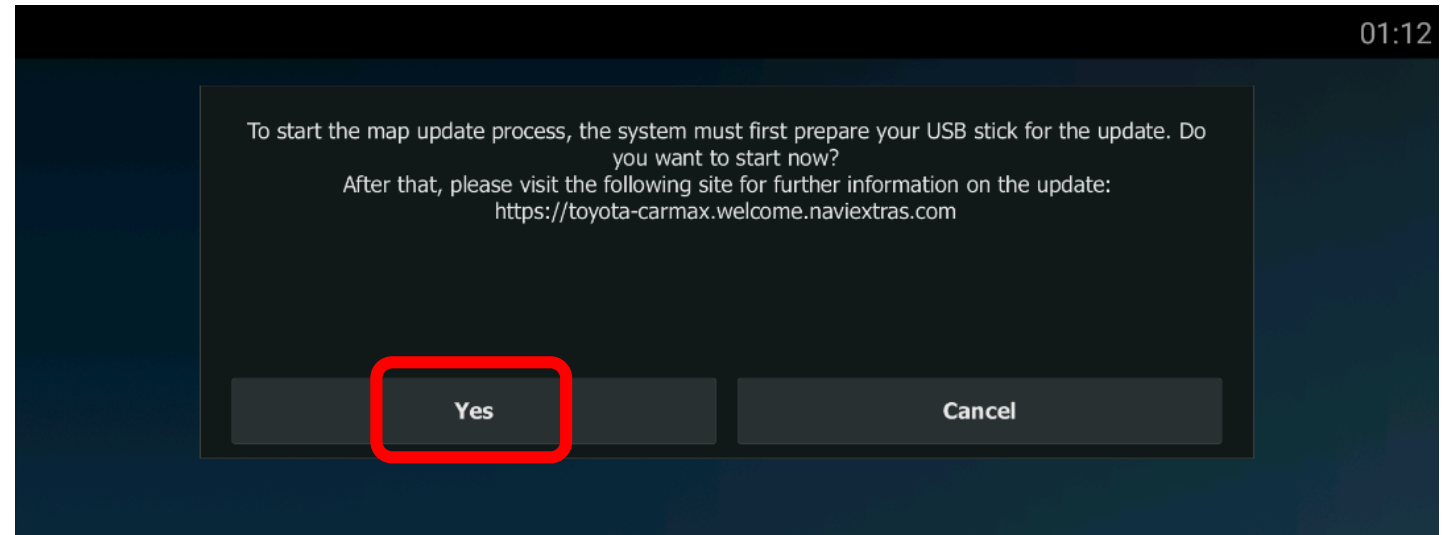 01:12
To start the map update process, the system must first prepare your USB stick for the update. Do
you want to start now?
After that, please visit the following site for further information on the update:
https://toyota-carmax.welcome.naviextras.com
Yes
Cancel